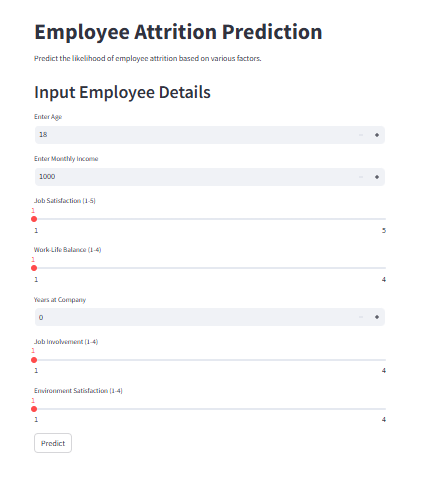 Employee Attrition Prediction
Predict the likelihood of employee attrition based on various factors.
Input Employee Details
Enter Age
18
Enter Monthly Income
1000
Job Satisfaction (1-5)
1
1 5
Work-Life Balance (1-4)
1
1 4
Years at Company
0
Job Involvement (1-4)
1
1 4
Environment Satisfaction (1-4)
1
1 4
Predict